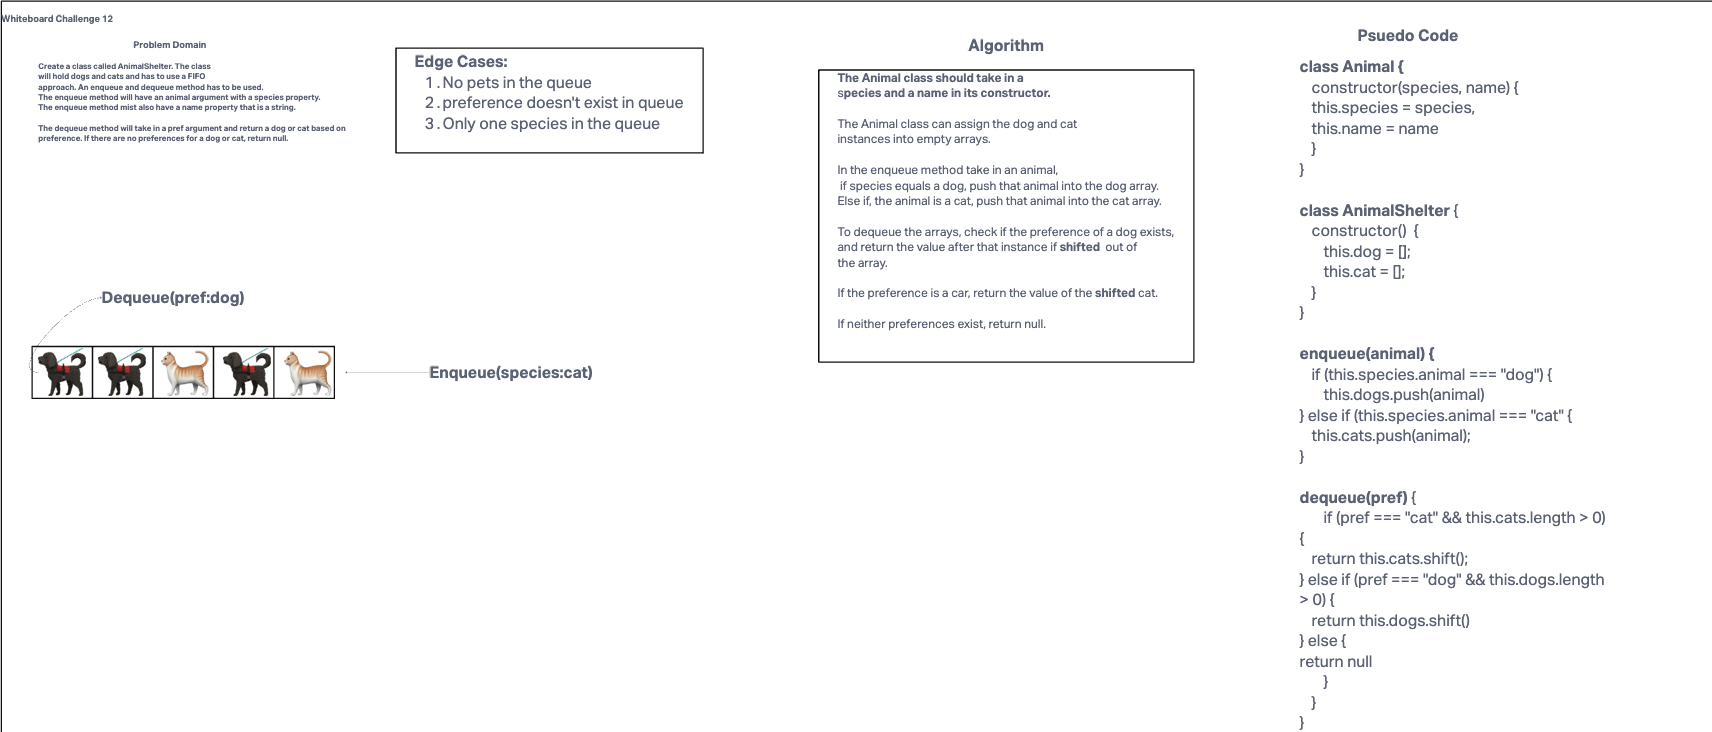 Whiteboard Challenge 12
Problem Domain
Create a class called AnimalShelter. The class
will hold dogs and cats and has to use a FIFO
approach. An enqueue and dequeue method has to be used.
The enqueue method will have an animal argument with a species property.
The enqueue method mist also have a name property that is a string.
The dequeue method will take in a pref argument and return a dog or cat based on
preference. If there are no preferences for a dog or cat, return null.
Edge Cases:
1. No pets in the queue
2. preference doesn't exist in queue
3. Only one species in the queue
Dequeue(pref:dog)
Enqueue(species:cat)
Algorithm
The Animal class should take in a
species and a name in its constructor.
The Animal class can assign the dog and cat
instances into empty arrays.
In the enqueue method take in an animal,
if species equals a dog, push that animal into the dog array.
Else if, the animal is a cat, push that animal into the cat array.
To dequeue the arrays, check if the preference of a dog exists,
and return the value after that instance if shifted out of
the array.
If the preference is a car, return the value of the shifted cat.
If neither preferences exist, return null.
Psuedo Code
class Animal {
constructor(species, name) {
this.species = species,
this.name = name
}
}
class AnimalShelter {
constructor() {
this.dog = [];
this.cat = [];
}
}
enqueue(animal) {
if (this.species.animal === "dog") {
this.dogs.push(animal)
} else if (this.species.animal === "cat" {
this.cats.push(animal);
}
dequeue(pref) {
if (pref === "cat" && this.cats.length > 0)
{
return this.cats.shift();
} else if (pref === "dog" && this.dogs.length
> 0) {
return this.dogs.shift()
} else {
return null
}
}
}